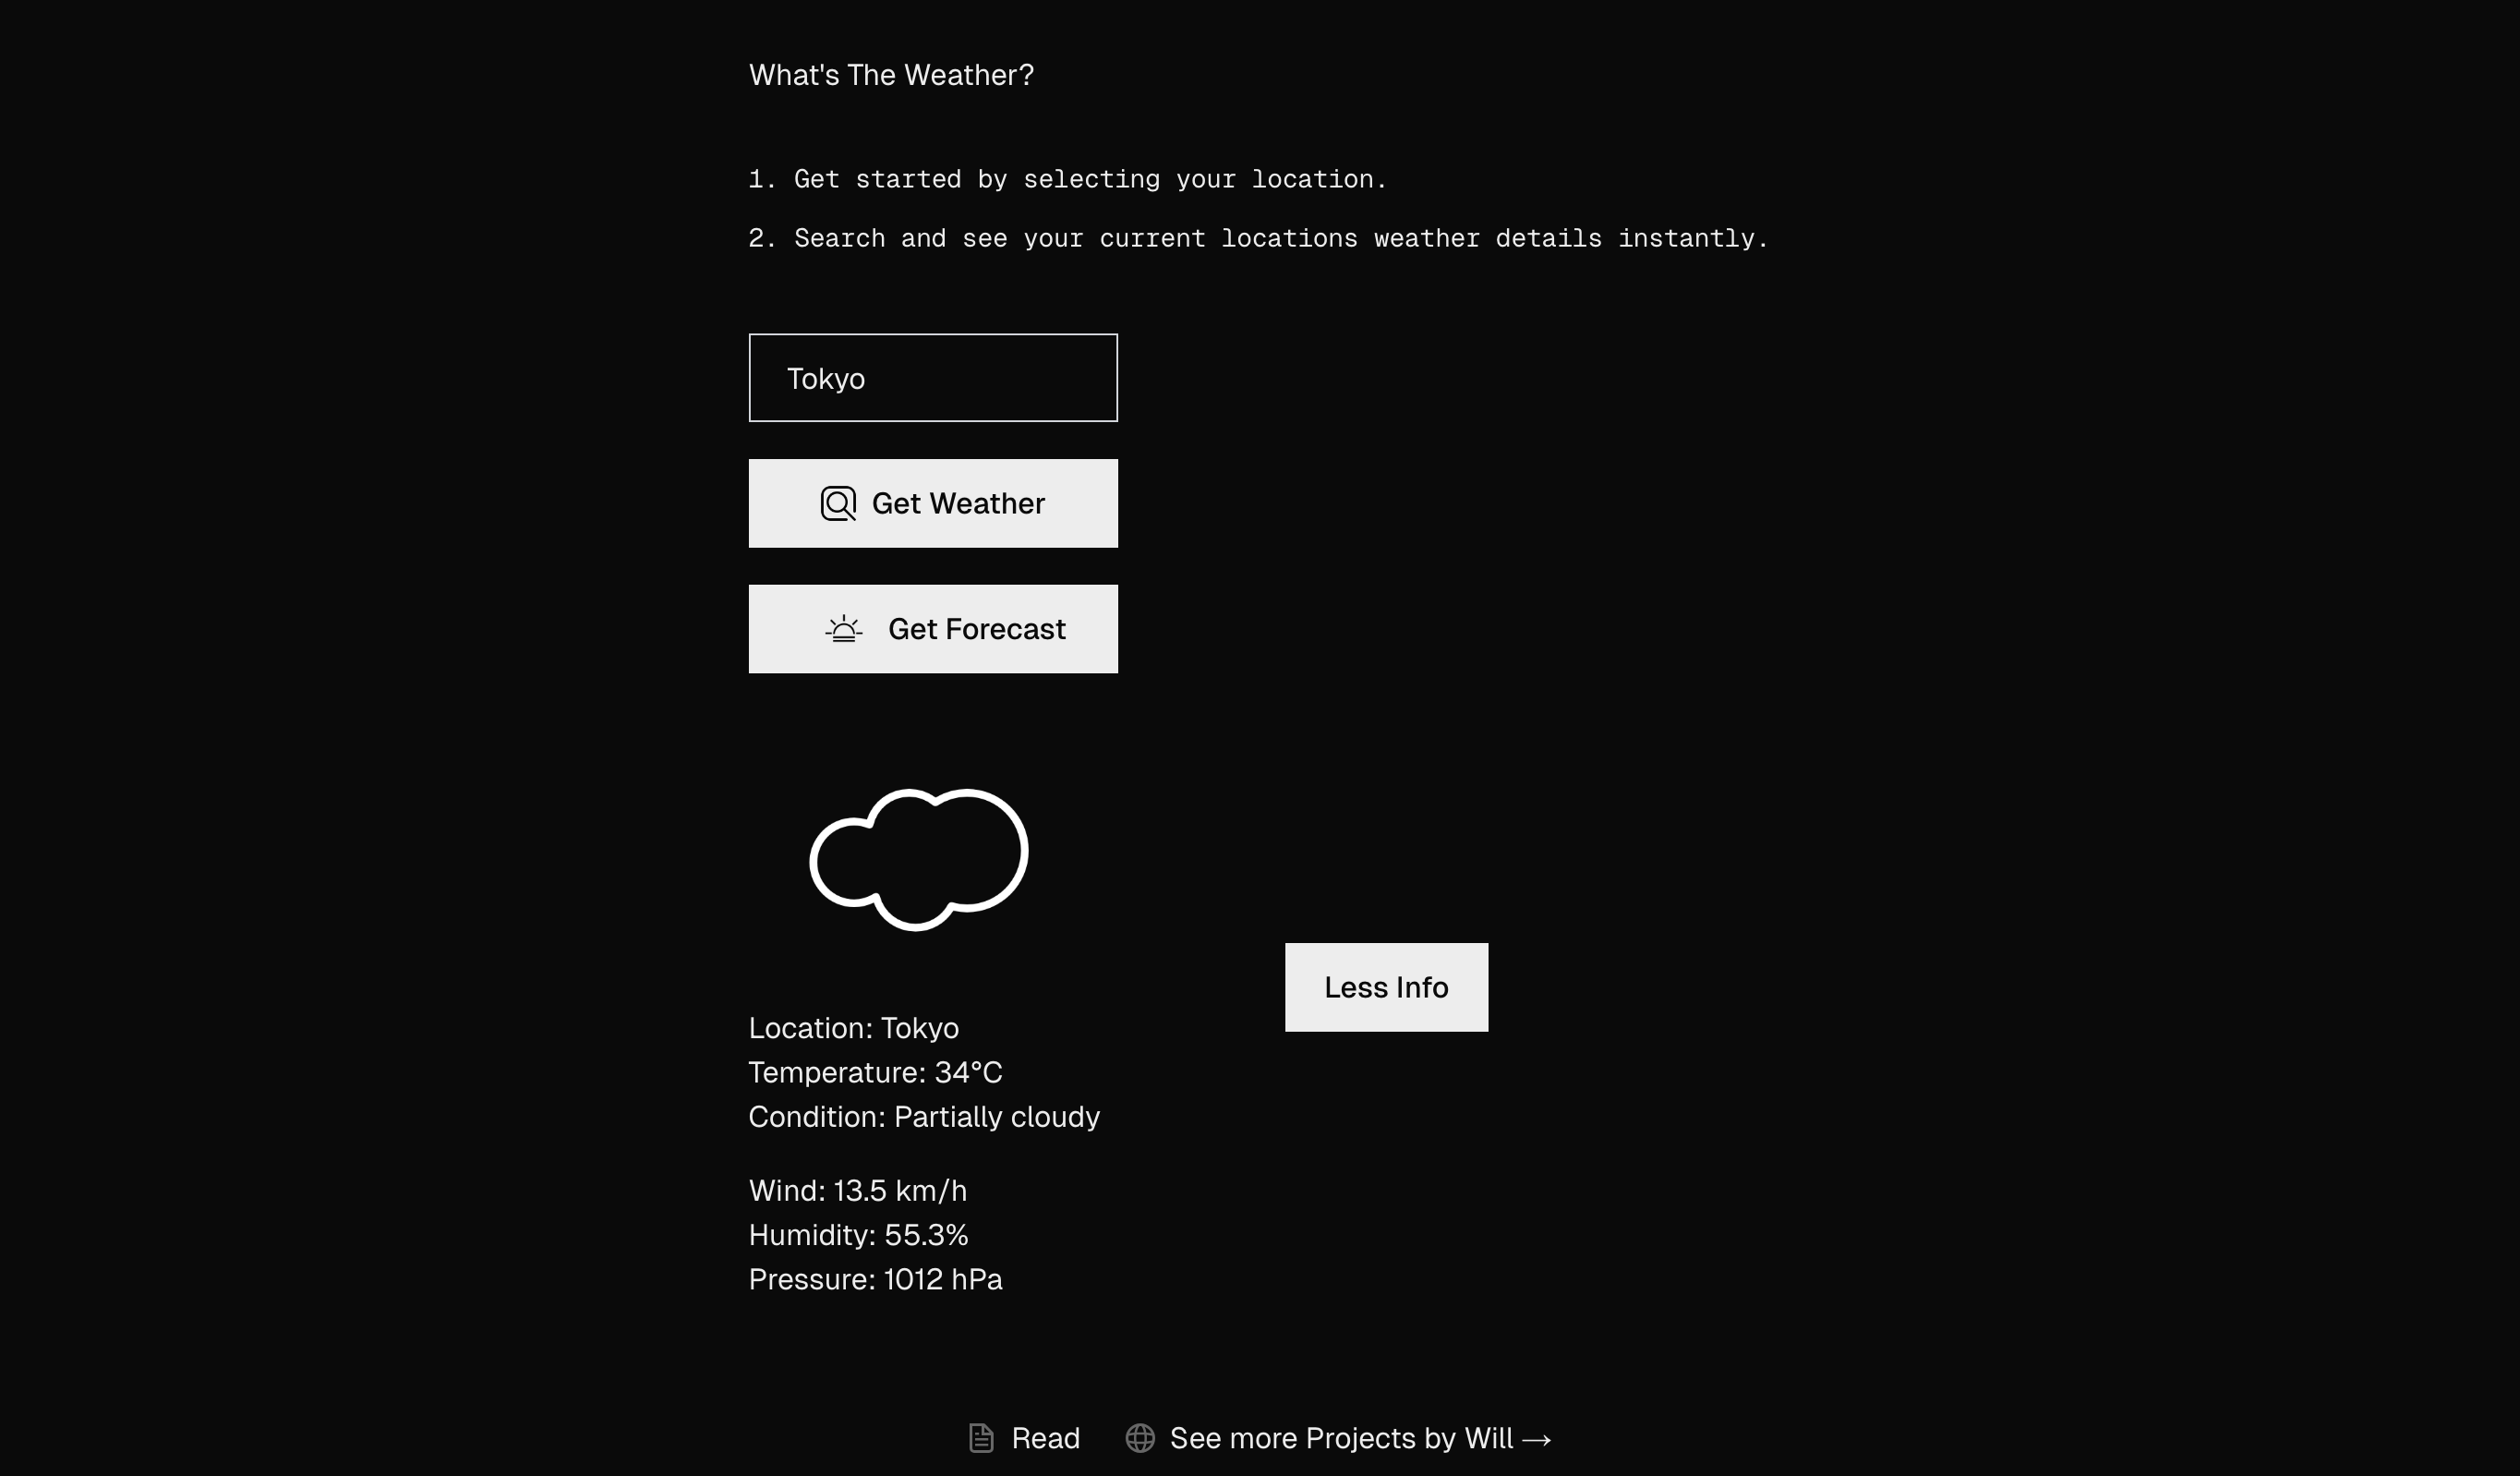 What's The Weather?
1. Get started by selecting your location.
2. Search and see your current locations weather details instantly.
Tokyo
Get Weather
Get Forecast
Less Info
Location: Tokyo
Temperature: 34°C
Condition: Partially cloudy
Wind: 13.5 km/h
Humidity: 55.3%
Pressure: 1012 hPa
Read See more Projects by Will →